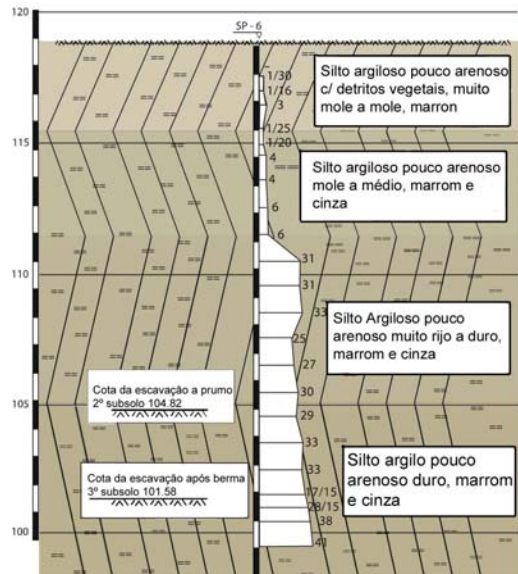 120
SP - 6
1/30
1/16
3
1/25
1/20
4
4
6
6
31
31
33
25
27
30
29
33
33
17/15
28/15
38
41
Silto argiloso pouco arenoso
c/ detritos vegetais, muito
mole a mole, marron
115
Silto argiloso pouco arenoso
mole a médio, marrom e
cinza
110
Silto Argiloso pouco
arenoso muito rijo a duro,
marrom e cinza
Cota da escavação a prumo
2º subsolo 104.82
105
Silto argilo pouco
arenoso duro, marrom
e cinza
Cota da escavação após berma
3º subsolo 101.58
100